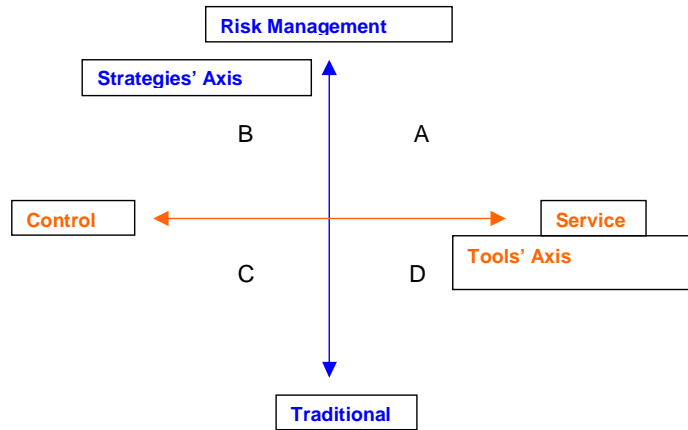 Risk Management
Strategies’ Axis
B
A
Control
Service
Tools’ Axis
C
D
Traditional